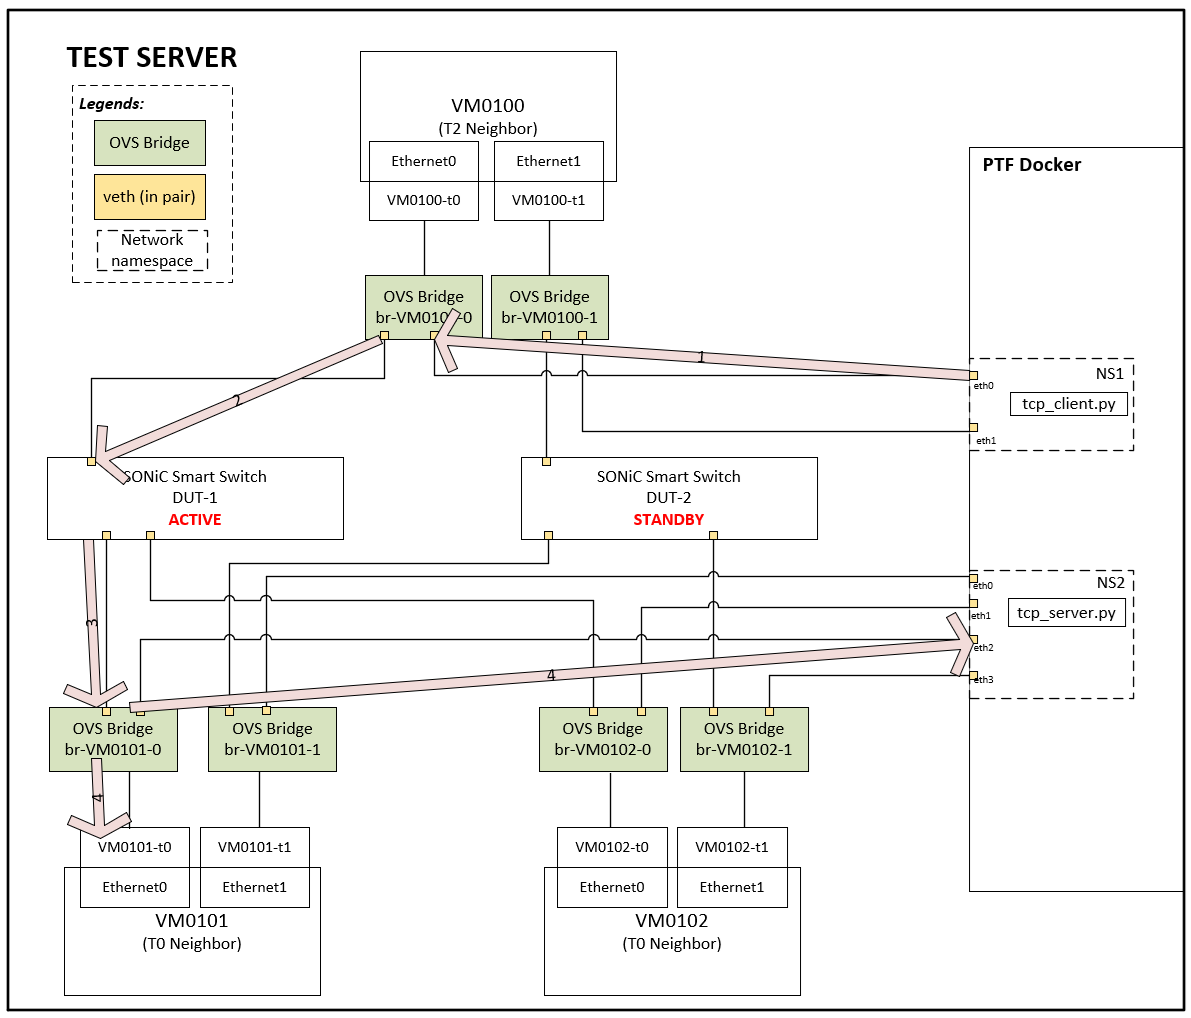 TEST SERVER
Legends:
OVS Bridge
veth (in pair)
Network
namespace
VM0100
(T2 Neighbor)
Ethernet0
Ethernet1
VM0100-t0
VM0100-t1
OVS Bridge
br-VM0100-0
OVS Bridge
br-VM0100-1
PTF Docker
1
2
NS1
eth0
tcp_client.py
eth1
SONiC Smart Switch
DUT-1
ACTIVE
SONiC Smart Switch
DUT-2
STANDBY
NS2
eth0
tcp_server.py
eth1
eth2
eth3
3
4
OVS Bridge
br-VM0101-0
OVS Bridge
br-VM0101-1
OVS Bridge
br-VM0102-0
OVS Bridge
br-VM0102-1
4
VM0101-t0
VM0101-t1
Ethernet0
Ethernet1
VM0101
(T0 Neighbor)
VM0102-t0
VM0102-t1
Ethernet0
Ethernet1
VM0102
(T0 Neighbor)